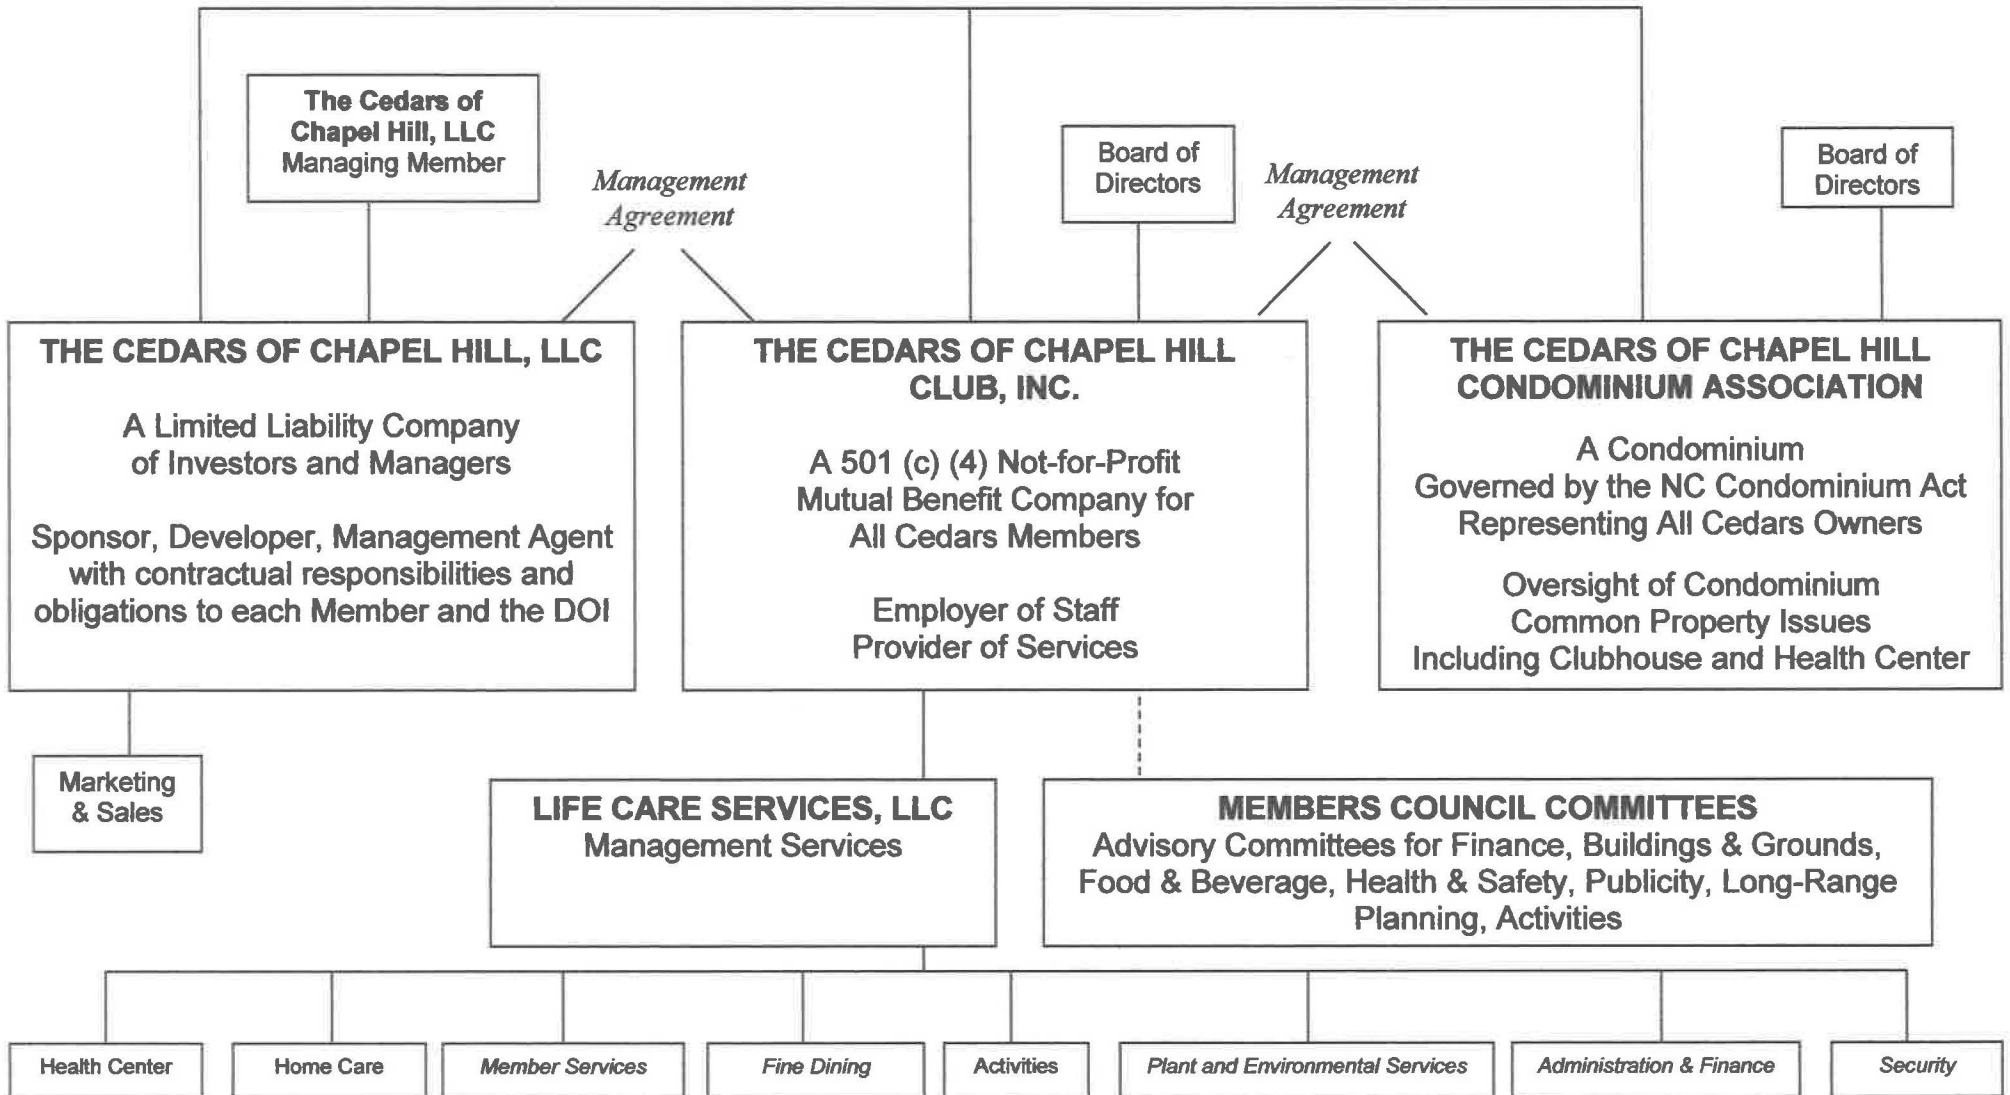 The Cedars of
Chapel Hill, LLC
Managing Member
Management
Agreement
Board of
Directors
Management
Agreement
Board of
Directors
THE CEDARS OF CHAPEL HILL, LLC
A Limited Liability Company
of Investors and Managers
Sponsor, Developer, Management Agent
with contractual responsibilities and
obligations to each Member and the DOI
THE CEDARS OF CHAPEL HILL
CLUB, INC.
A 501 (c) (4) Not-for-Profit
Mutual Benefit Company for
All Cedars Members
Employer of Staff
Provider of Services
THE CEDARS OF CHAPEL HILL
CONDOMINIUM ASSOCIATION
A Condominium
Governed by the NC Condominium Act
Representing All Cedars Owners
Oversight of Condominium
Common Property Issues
Including Clubhouse and Health Center
Marketing
& Sales
LIFE CARE SERVICES, LLC
Management Services
MEMBERS COUNCIL COMMITTEES
Advisory Committees for Finance, Buildings & Grounds,
Food & Beverage, Health & Safety, Publicity, Long-Range
Planning, Activities
Health Center
Home Care
Member Services
Fine Dining
Activities
Plant and Environmental Services
Administration & Finance
Security